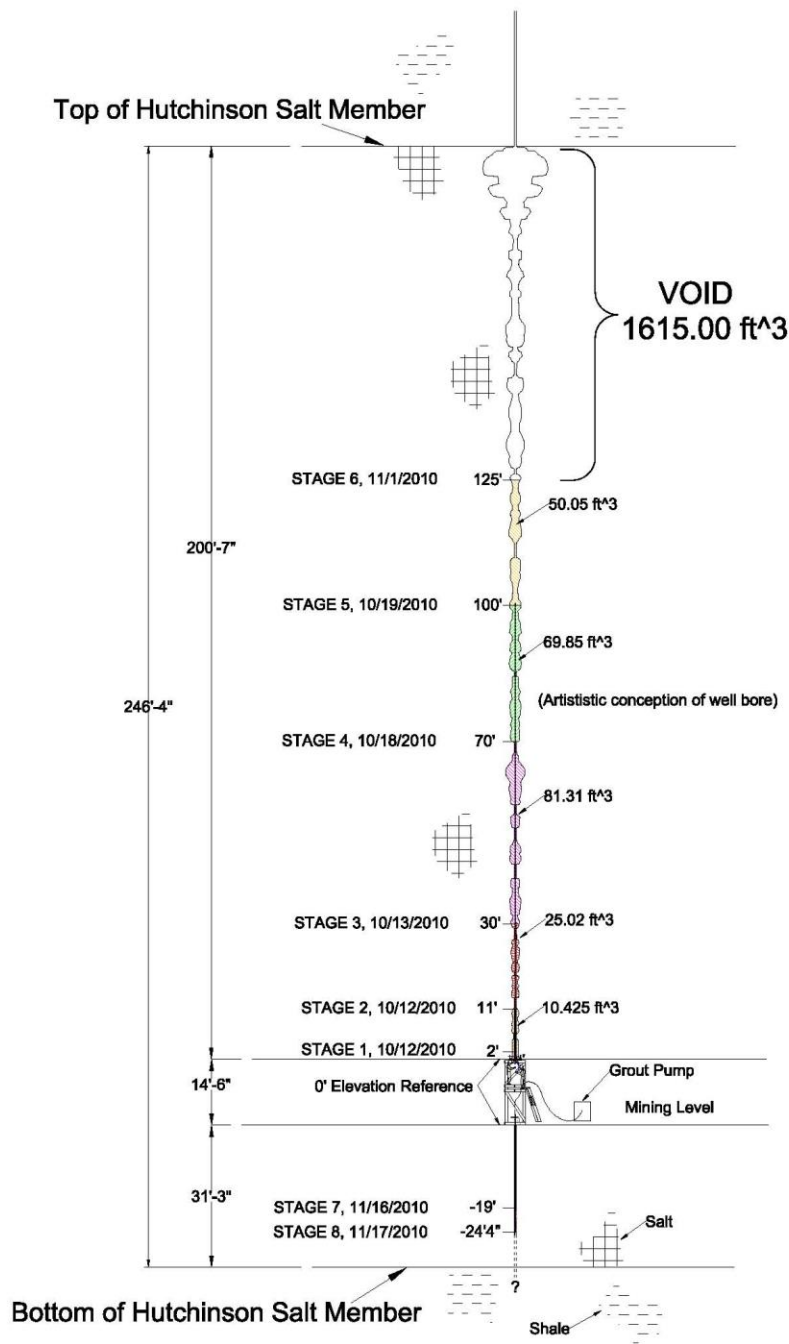 Top of Hutchinson Salt Member
VOID
1615.00 ft^3
STAGE 6, 11/1/2010 125'
50.05 ft^3
200'-7"
STAGE 5, 10/19/2010 100'
69.85 ft^3
(Artististic conception of well bore)
246'-4"
STAGE 4, 10/18/2010 70'
81.31 ft^3
STAGE 3, 10/13/2010 30'
25.02 ft^3
STAGE 2, 10/12/2010 11'
10.425 ft^3
STAGE 1, 10/12/2010 2'
14'-6"
0' Elevation Reference
Grout Pump
Mining Level
31'-3"
STAGE 7, 11/16/2010 -19'
STAGE 8, 11/17/2010 -24'4"
Salt
?
Bottom of Hutchinson Salt Member
Shale